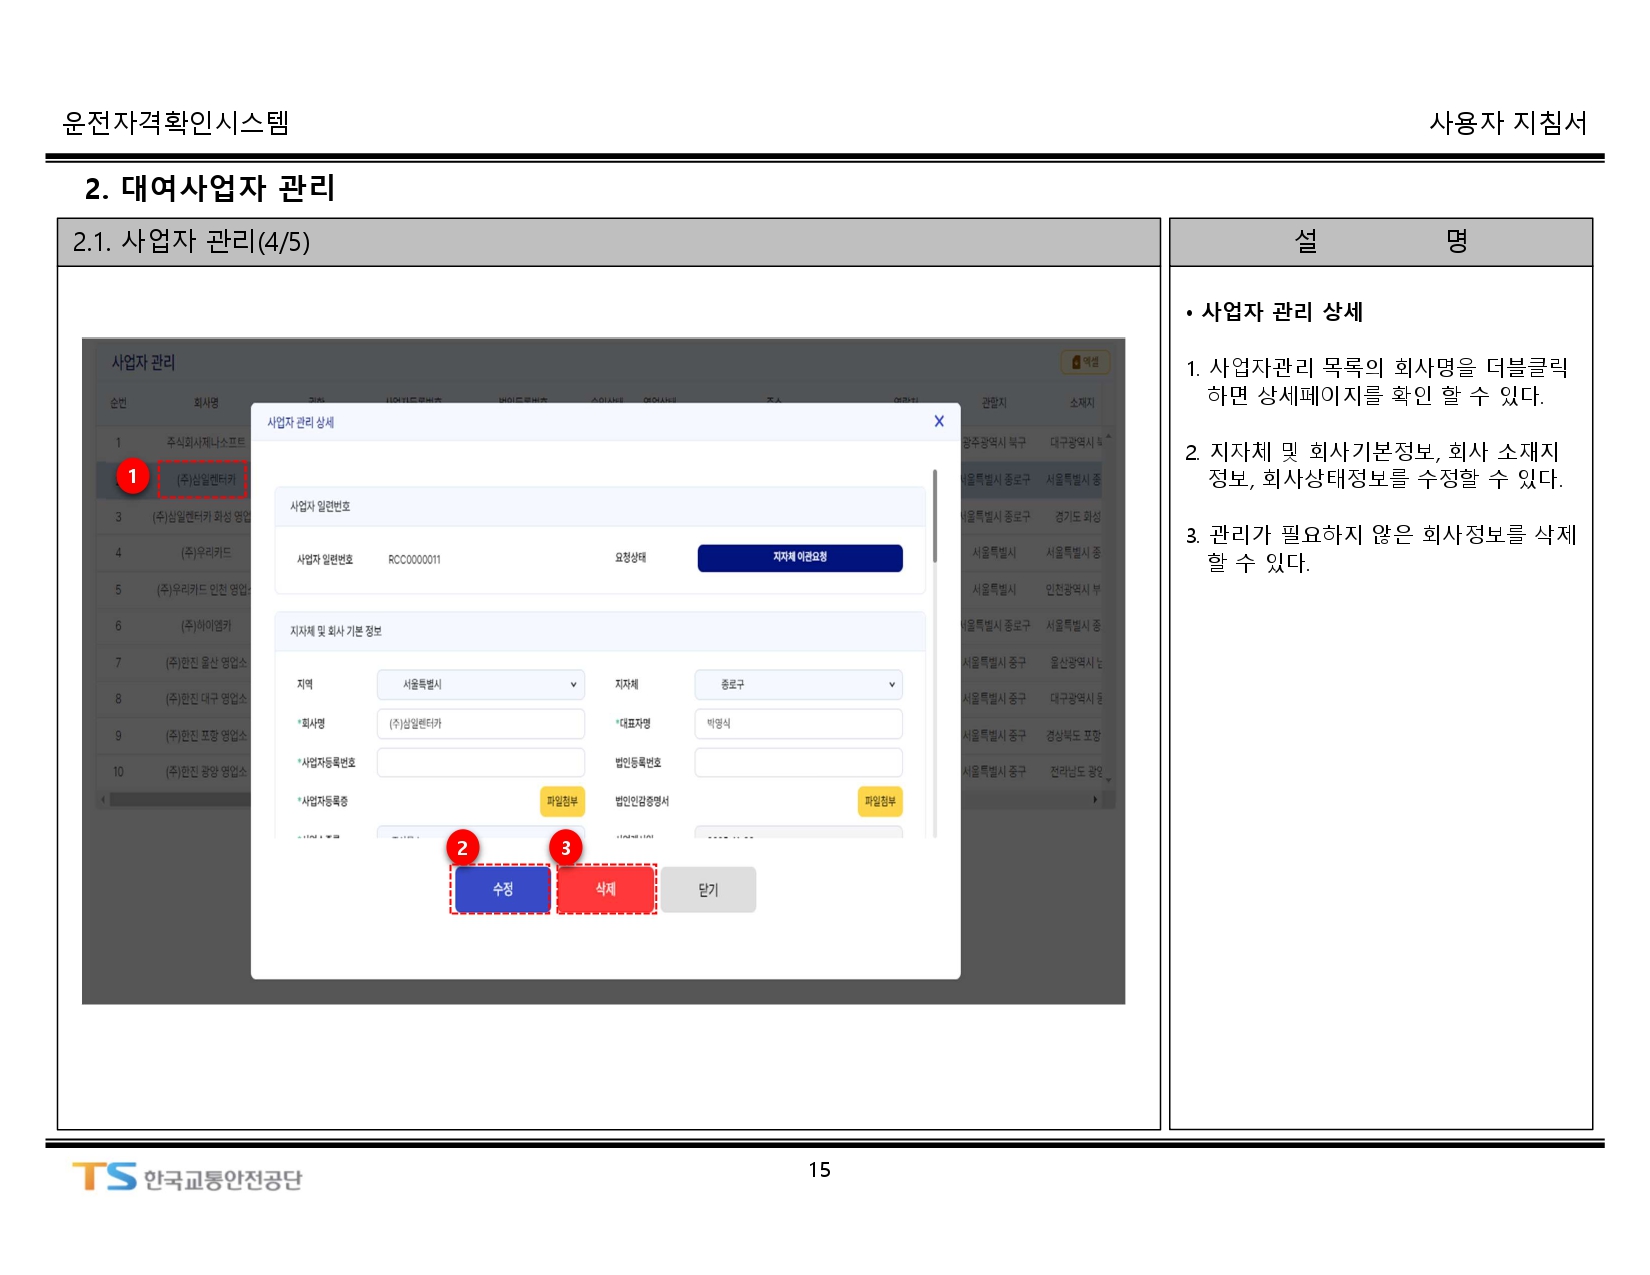 운전자격확인시스템
사용자 지침서
2. 대여사업자 관리
2.1. 사업자 관리(4/5)
설 명
사업자 관리
엑셀
순번 회사명 관할지 소재지
1 주식회사제나소프트 광주광역시 북구
1 (주)삼일렌터카 서울특별시 종로구 서울특별시 종
3 (주)삼일렌터카 화성 영업 서울특별시 종로구 경기도 화성
4 (주)우리카드 서울특별시 서울특별시 종
5 (주)우리카드 인천 영업 서울특별시 인천광역시 부
6 (주)하이엠카 서울특별시 종로구 서울특별시 종
7 (주)한진 울산 영업소 서울특별시 중구 울산광역시 남
8 (주)한진 대구 영업소 서울특별시 중구 대구광역시
9 (주)한진 포항 영업소 서울특별시 중구 경상북도 포항
10 (주)한진 광양 영업소 서울특별시 중구 전라남도 광양
사업자 관리 상세 X
사업자 일련번호
사업자 일련번호 RCC0000011 요청상태 지자체 이관요청
지자체 및 회사 기본 정보
지역 서울특별시 지자체 종로구
*회사명 (주)삼일렌터카 *대표자명 박영식
*사업자등록번호 법인등록번호
*사업자등록증 파일첨부 법인인감증명서 파일첨부
2 3
수정 삭제 닫기
• 사업자 관리 상세
1. 사업자관리 목록의 회사명을 더블클릭
하면 상세페이지를 확인 할 수 있다.
2. 지자체 및 회사기본정보, 회사 소재지
정보, 회사상태정보를 수정할 수 있다.
3. 관리가 필요하지 않은 회사정보를 삭제
할 수 있다.
TS 한국교통안전공단
15